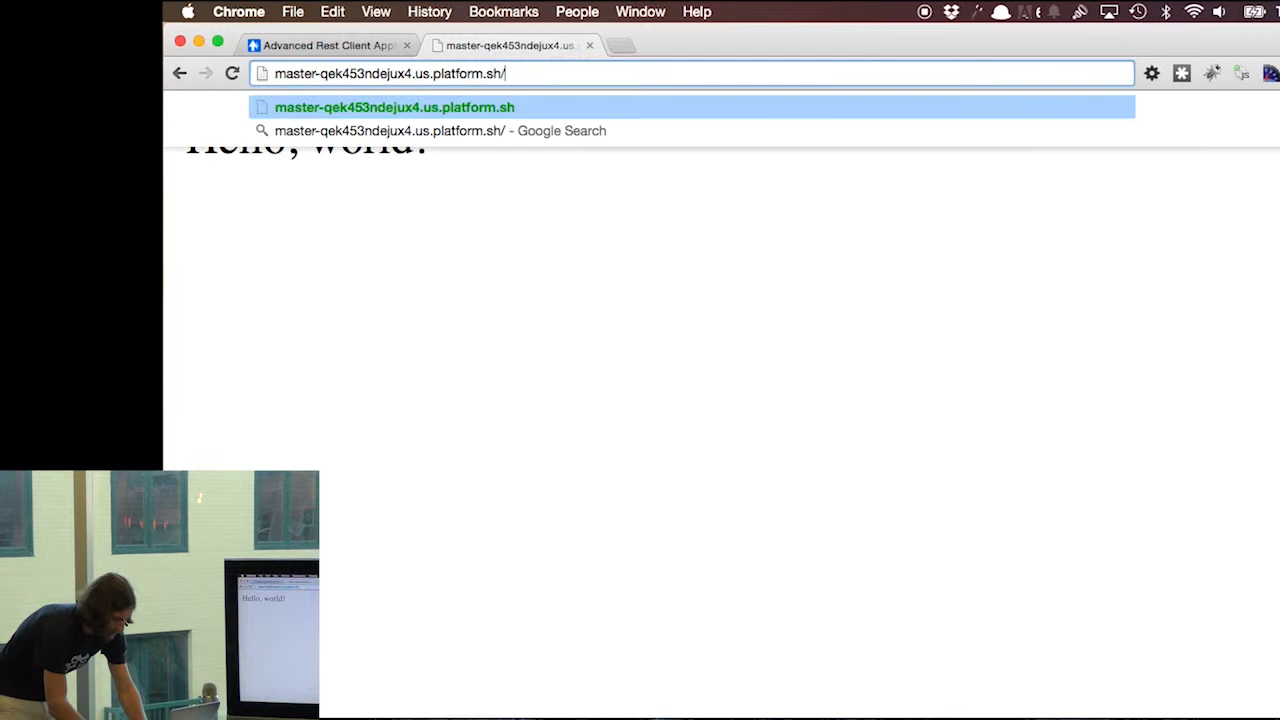 Chrome File Edit View History Bookmarks People Window Help
Advanced Rest Client Appl
master-qek453ndejux4.us.
master-qek453ndejux4.us.platform.sh/
master-qek453ndejux4.us.platform.sh
master-qek453ndejux4.us.platform.sh/ - Google Search
Hello, world!
Hello, world!